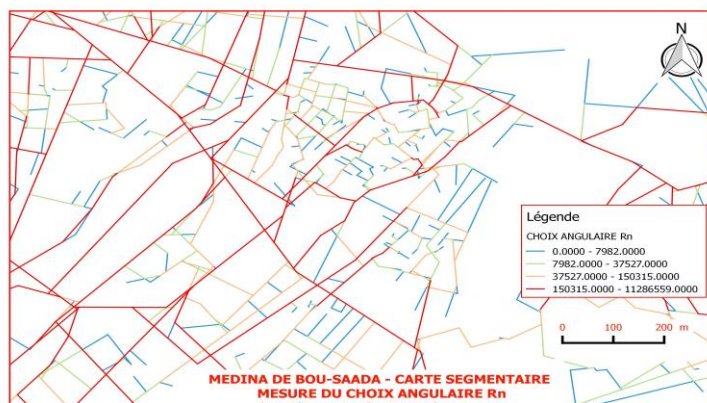 N
Légende
CHOIX ANGULAIRE Rn
0.0000 - 7982.0000
7982.0000 - 37527.0000
37527.0000 - 150315.0000
150315.0000 - 11286559.0000
0 100 200 m
MEDINA DE BOU-SAADA - CARTE SEGMENTAIRE
MESURE DU CHOIX ANGULAIRE Rn